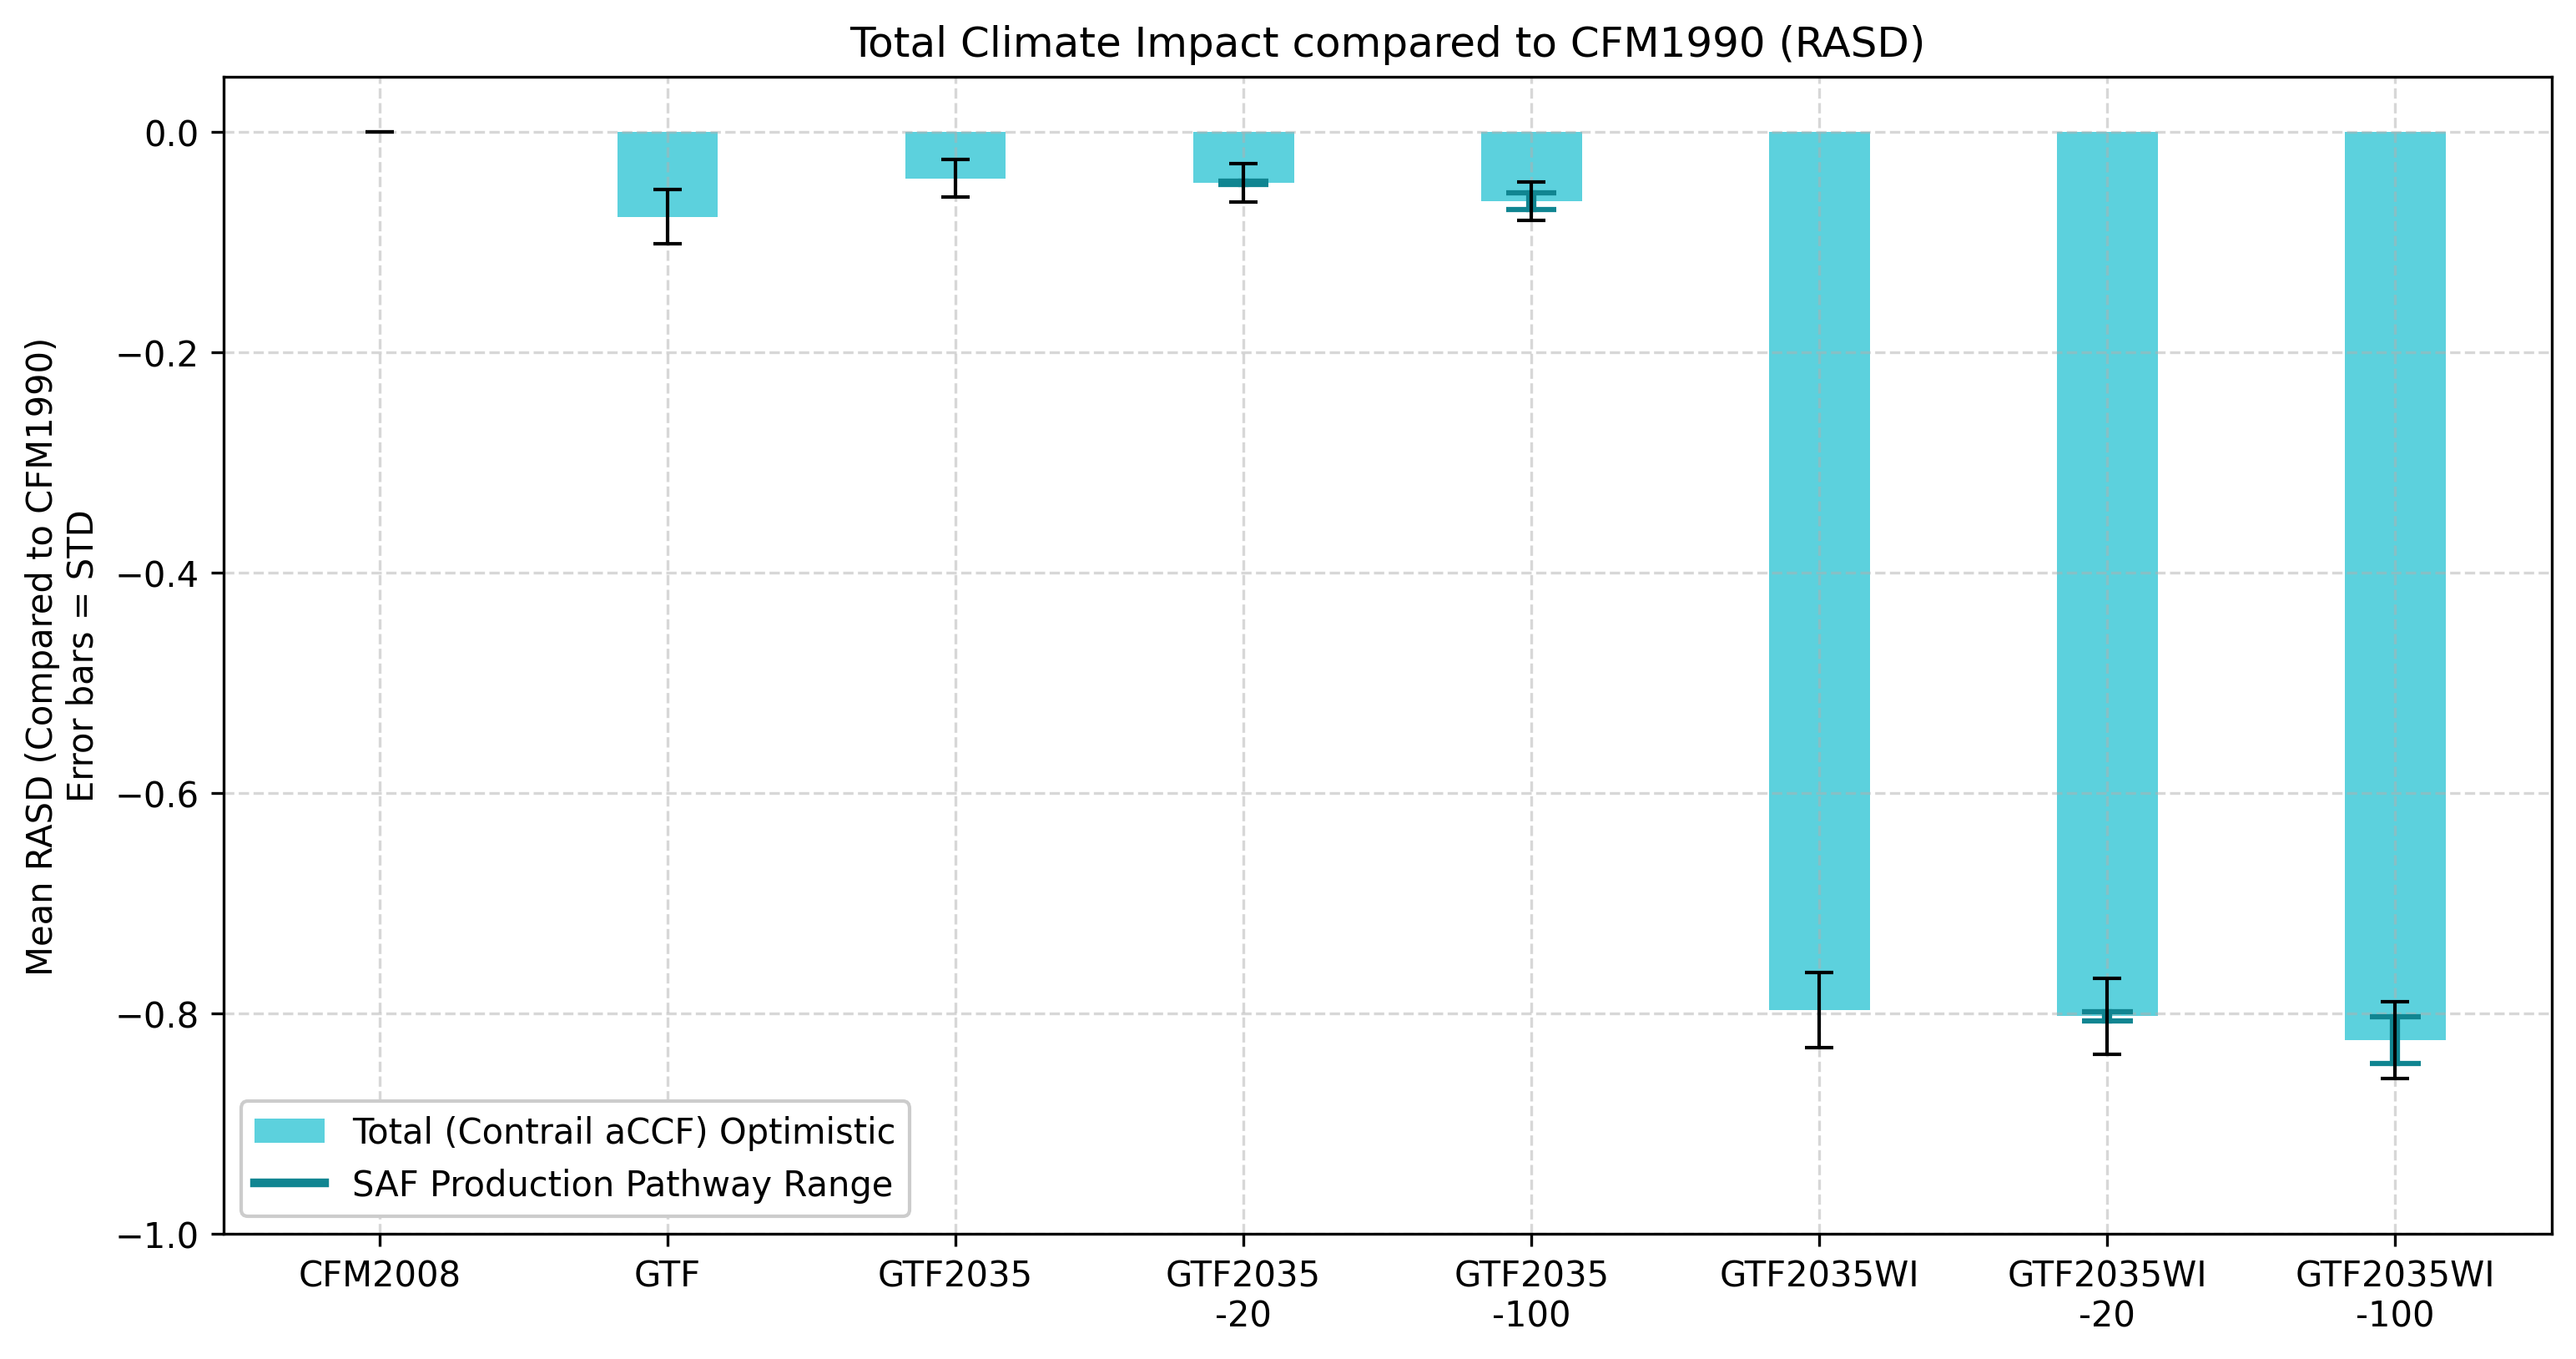 Total Climate Impact compared to CFM1990 (RASD)
Mean RASD (Compared to CFM1990)
Error bars = STD
0.0
−0.2
−0.4
−0.6
−0.8
−1.0
Total (Contrail aCCF) Optimistic
SAF Production Pathway Range
CFM2008
GTF
GTF2035
GTF2035
-20
GTF2035
-100
GTF2035WI
GTF2035WI
-20
GTF2035WI
-100